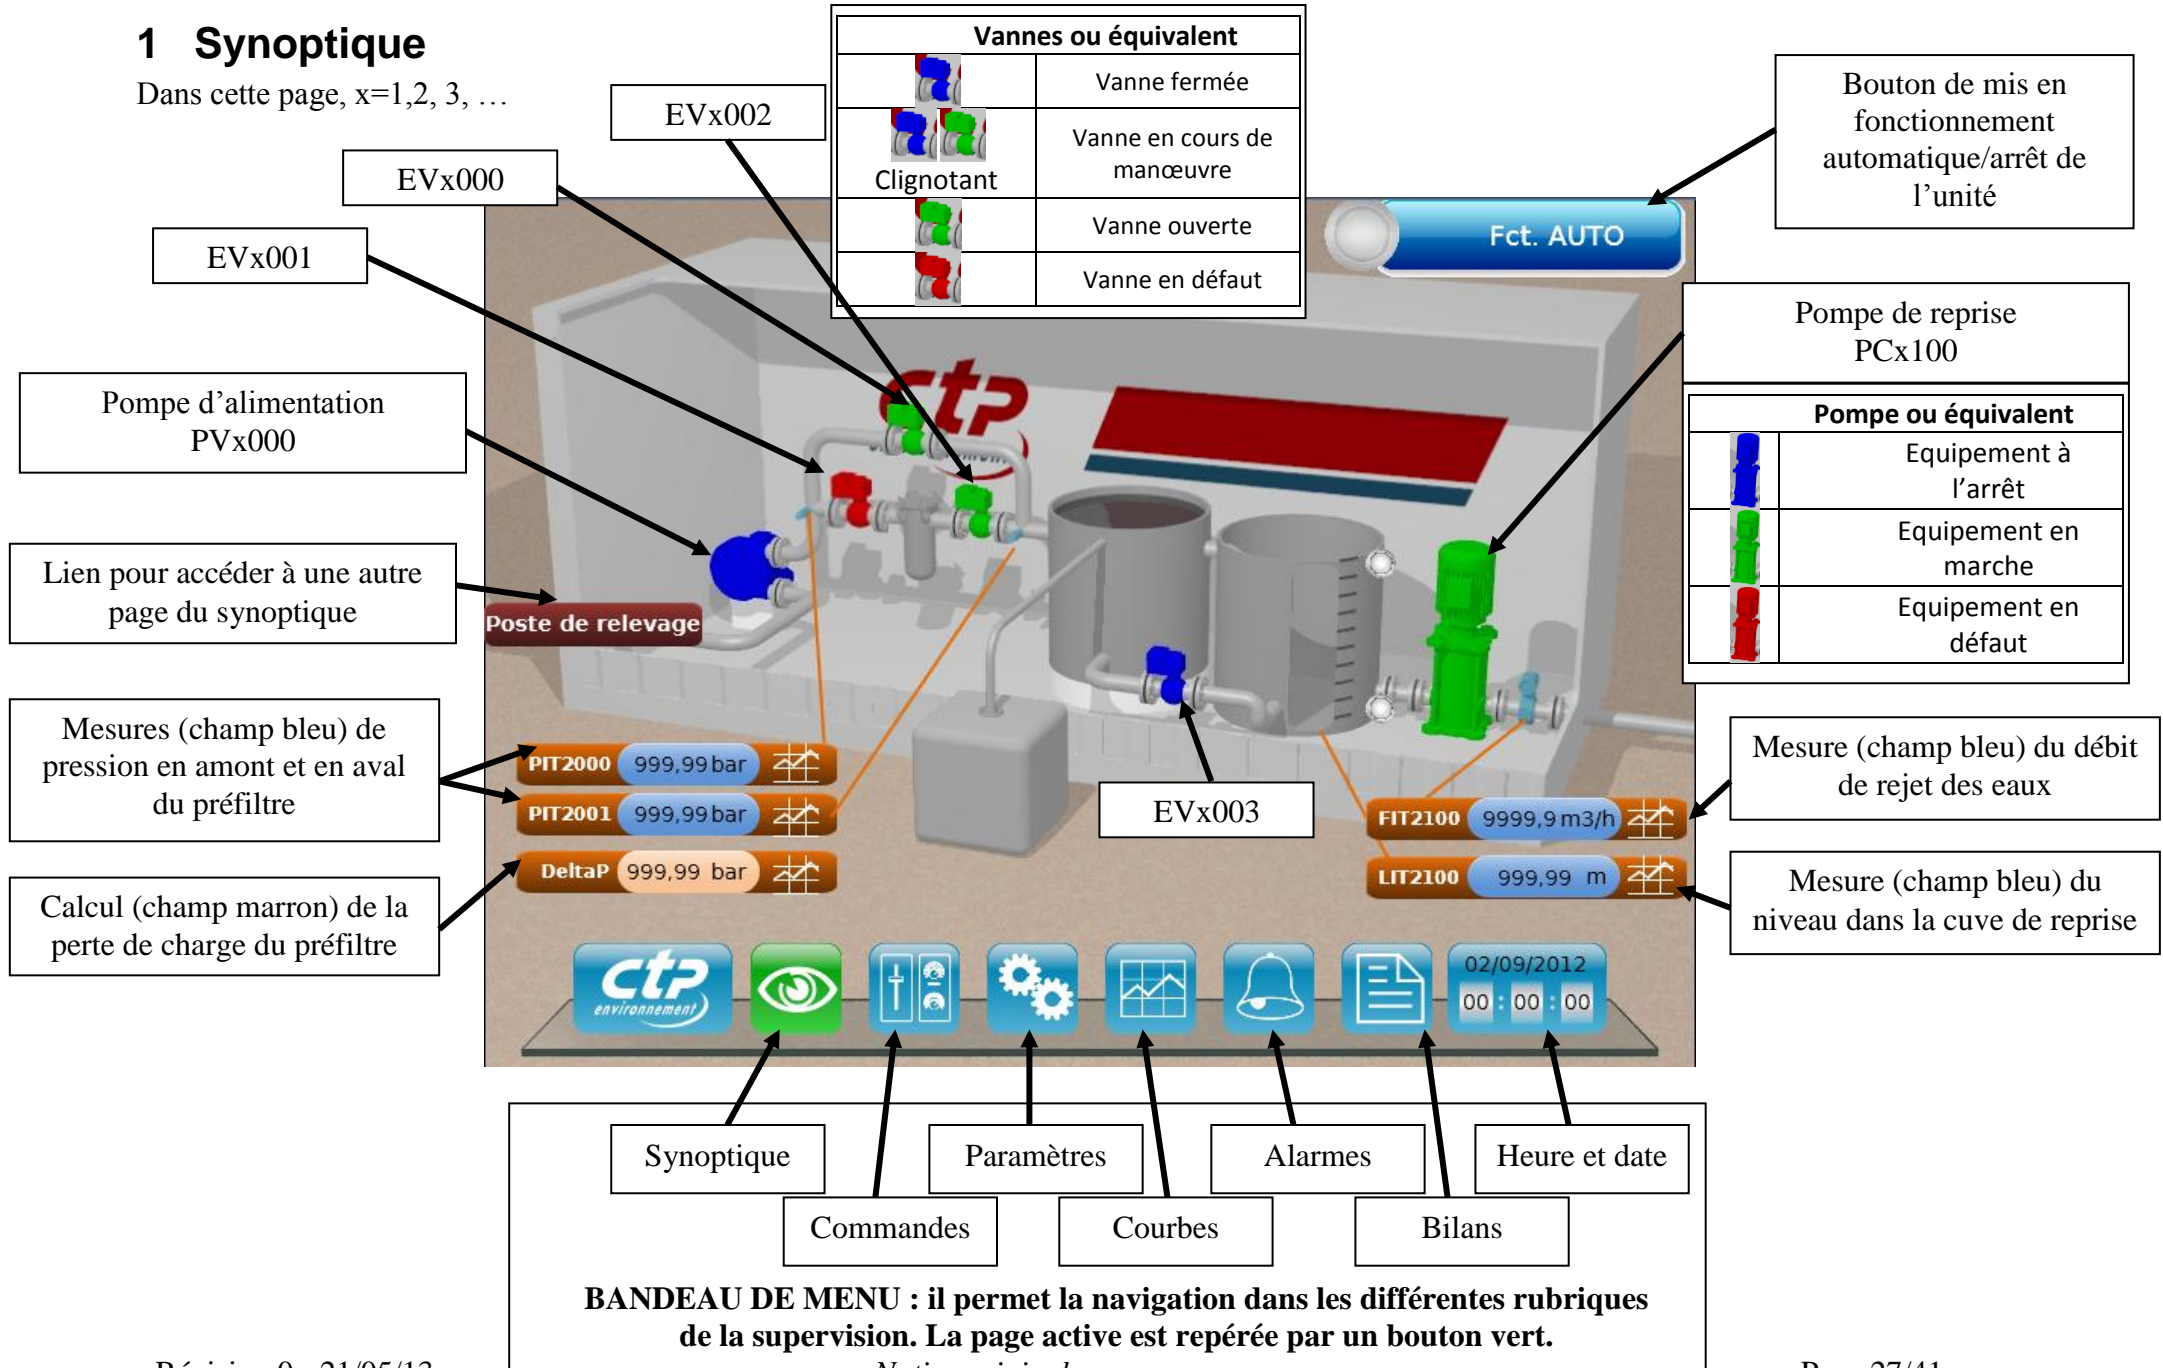 1 Synoptique
Dans cette page, x=1,2, 3, …
EVx002
EVx000
EVx001
Vannes ou équivalent
Vanne fermée
Clignotant
Vanne en cours de
manœuvre
Vanne ouverte
Vanne en défaut
Bouton de mis en
fonctionnement
automatique/arrêt de
l’unité
Fct. AUTO
Pompe de reprise
PCx100
Pompe ou équivalent
Equipement à
l’arrêt
Equipement en
marche
Equipement en
défaut
Pompe d’alimentation
PVx000
ctp
Lien pour accéder à une autre
page du synoptique
Poste de relevage
Mesures (champ bleu) de
pression en amont et en aval
du préfiltre
PIT2000 999,99 bar
PIT2001 999,99 bar
DeltaP 999,99 bar
Calcul (champ marron) de la
perte de charge du préfiltre
EVx003
FIT2100 9999,9 m3/h
LIT2100 999,99 m
Mesure (champ bleu) du débit
de rejet des eaux
Mesure (champ bleu) du
niveau dans la cuve de reprise
ctp
environnement
02/09/2012
00 : 00 : 00
Synoptique
Paramètres
Alarmes
Heure et date
Commandes
Courbes
Bilans
BANDEAU DE MENU : il permet la navigation dans les différentes rubriques
de la supervision. La page active est repérée par un bouton vert.